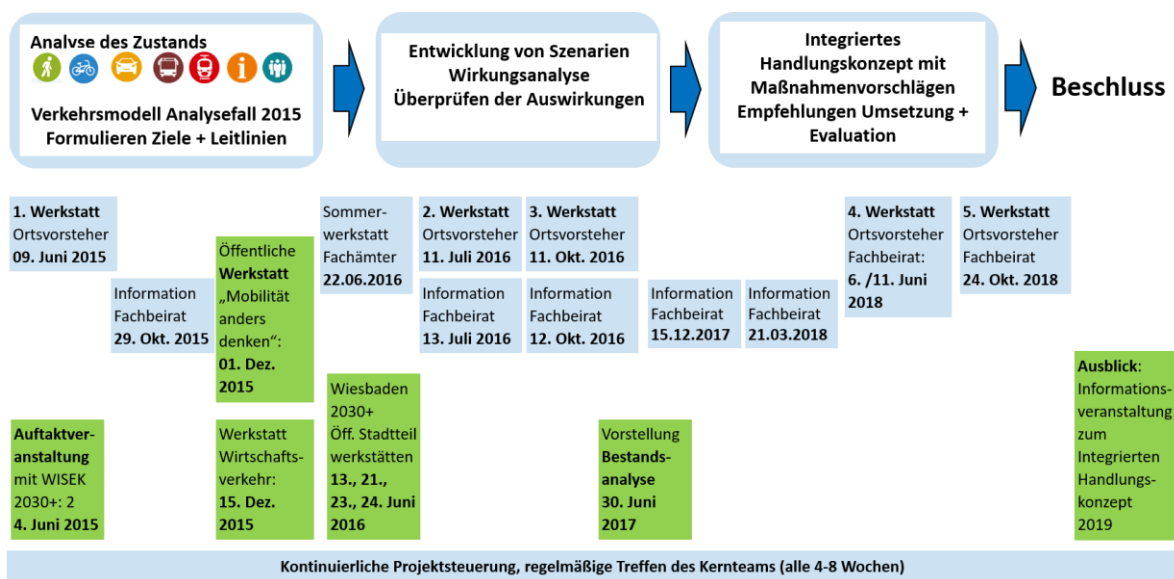 Analyse des Zustands
Verkehrsmodell Analysefall 2015
Formulieren Ziele + Leitlinien
Entwicklung von Szenarien
Wirkungsanalyse
Überprüfen der Auswirkungen
Integriertes
Handlungskonzept mit
Maßnahmenvorschlägen
Empfehlungen Umsetzung +
Evaluation
Beschluss
1. Werkstatt
Ortsvorsteher
09. Juni 2015
Information
Fachbeirat
29. Okt. 2015
Öffentliche
Werkstatt
„Mobilität
anders
denken“:
01. Dez.
2015
Sommer-
werkstatt
Fachämter
22.06.2016
2. Werkstatt
Ortsvorsteher
11. Juli 2016
3. Werkstatt
Ortsvorsteher
11. Okt. 2016
Information
Fachbeirat
13. Juli 2016
Information
Fachbeirat
12. Okt. 2016
Information
Fachbeirat
15.12.2017
Information
Fachbeirat
21.03.2018
4. Werkstatt
Ortsvorsteher
Fachbeirat:
6. /11. Juni
2018
5. Werkstatt
Ortsvorsteher
Fachbeirat
24. Okt. 2018
Auftaktver-
anstaltung
mit WISEK
2030+: 2
4. Juni 2015
Werkstatt
Wirtschafts-
verkehr:
15. Dez.
2015
Wiesbaden
2030+
Öff. Stadtteil
werkstätten
13., 21.,
23., 24. Juni
2016
Vorstellung
Bestands-
analyse
30. Juni
2017
Ausblick:
Informations-
veranstaltung
zum
Integrierten
Handlungs-
konzept
2019
Kontinuierliche Projektsteuerung, regelmäßige Treffen des Kernteams (alle 4-8 Wochen)